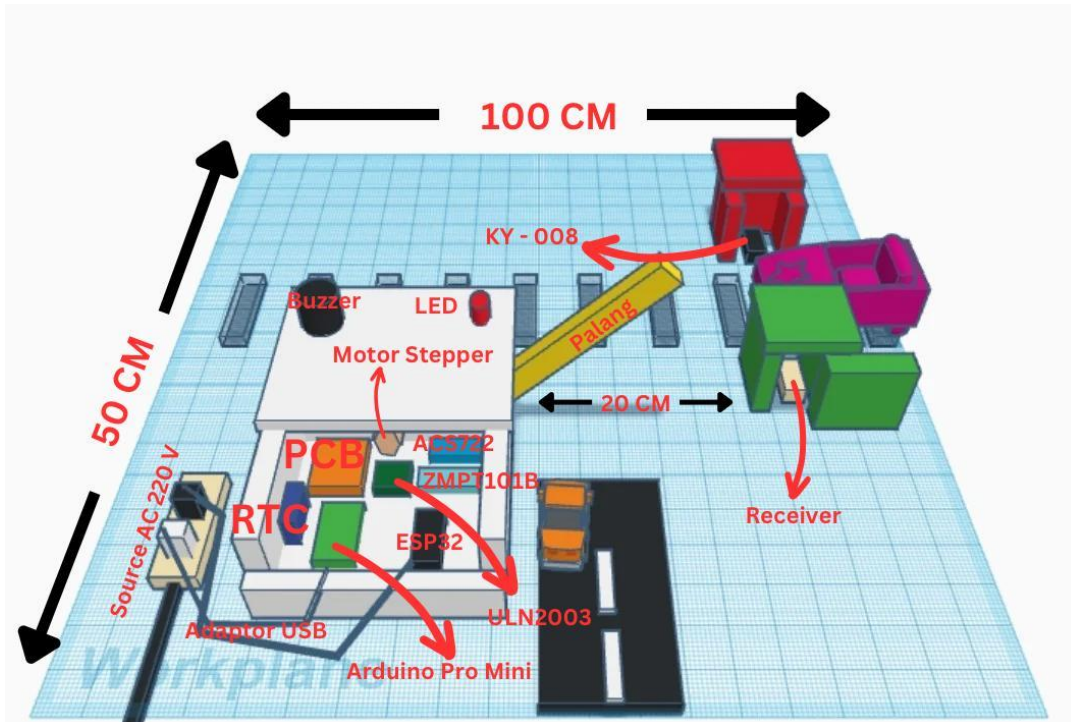 100 CM
KY - 008
Buzzer
LED
Palang
Motor Stepper
50 CM
20 CM
PCB
ACS722
ZMPT101B
Source AC 220 V
RTC
ESP32
Receiver
ULN2003
Adaptor USB
Arduino Pro Mini
Workplane